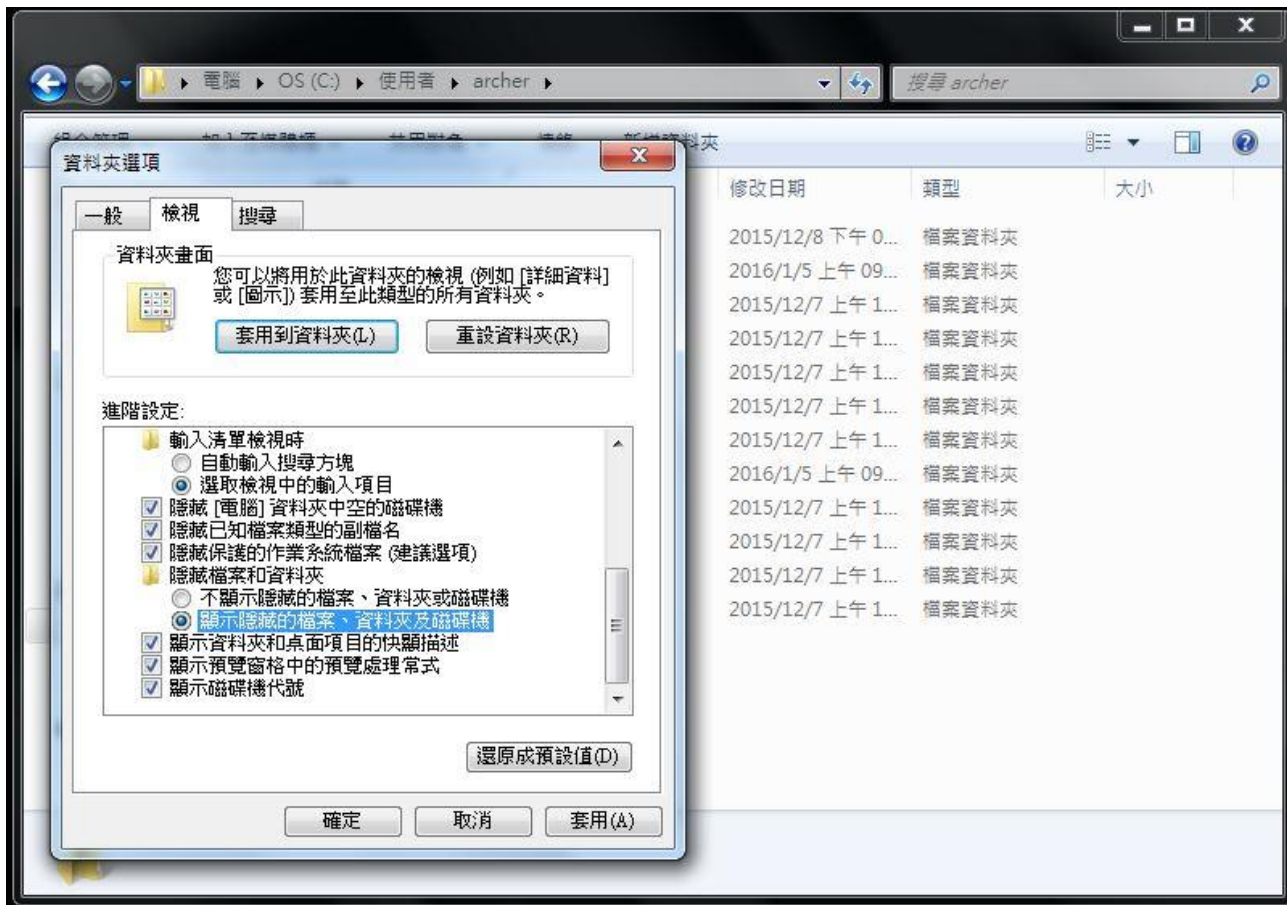 電腦 ▸ OS (C:) ▸ 使用者 ▸ archer ▸
搜尋 archer
新增資料夾
資料夾選項
修改日期 類型 大小
一般 檢視 搜尋
資料夾畫面
您可以將用於此資料夾的檢視 (例如 [詳細資料]
或 [圖示]) 套用至此類型的所有資料夾。
套用到資料夾(L) 重設資料夾(R)
進階設定:
輸入清單檢視時
自動輸入搜尋方塊
選取檢視中的輸入項目
隱藏 [電腦] 資料夾中空的磁碟機
隱藏已知檔案類型的副檔名
隱藏保護的作業系統檔案 (建議選項)
隱藏檔案和資料夾
不顯示隱藏的檔案、資料夾或磁碟機
顯示隱藏的檔案、資料夾及磁碟機
顯示資料夾和桌面項目的快顯描述
顯示預覽窗格中的預覽處理常式
顯示磁碟機代號
還原成預設值(D)
確定 取消 套用(A)
2015/12/8 下午 0... 檔案資料夾
2016/1/5 上午 09... 檔案資料夾
2015/12/7 上午 1... 檔案資料夾
2015/12/7 上午 1... 檔案資料夾
2015/12/7 上午 1... 檔案資料夾
2015/12/7 上午 1... 檔案資料夾
2015/12/7 上午 1... 檔案資料夾
2016/1/5 上午 09... 檔案資料夾
2015/12/7 上午 1... 檔案資料夾
2015/12/7 上午 1... 檔案資料夾
2015/12/7 上午 1... 檔案資料夾
2015/12/7 上午 1... 檔案資料夾